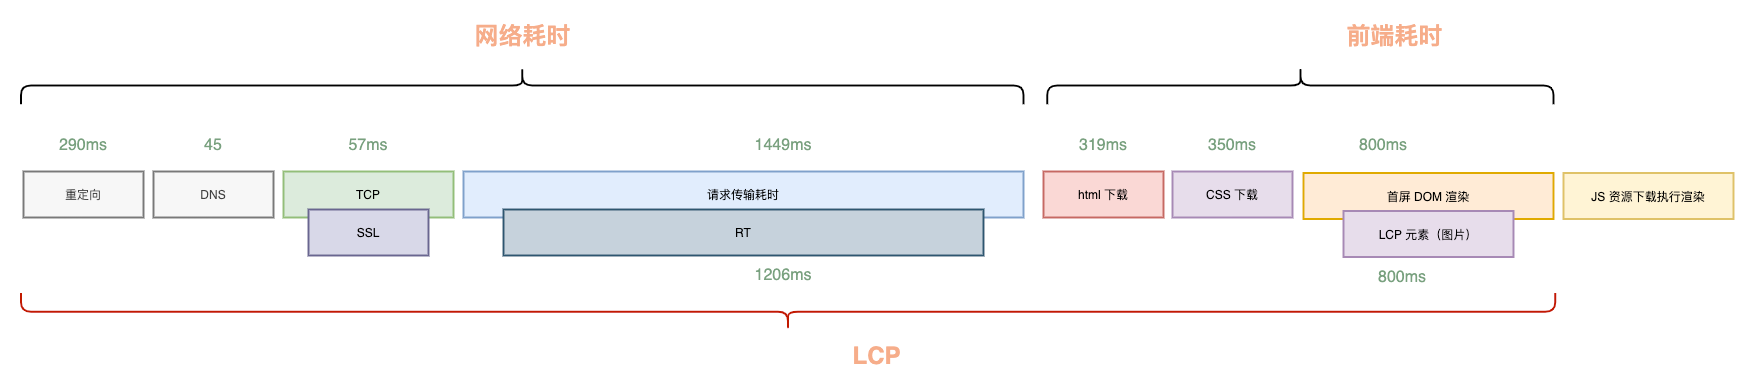 网络耗时
前端耗时
290ms
45
57ms
1449ms
319ms
350ms
800ms
重定向
DNS
TCP
请求传输耗时
html 下载
CSS 下载
首屏 DOM 渲染
JS 资源下载执行渲染
SSL
RT
LCP 元素（图片）
1206ms
800ms
LCP